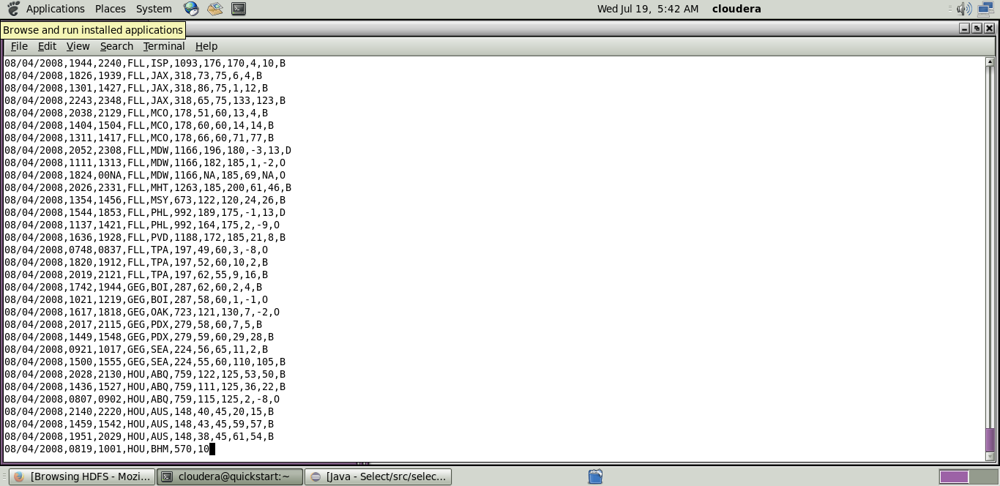 Applications Places System Wed Jul 19, 5:42 AM cloudera
Browse and run installed applications
File Edit View Search Terminal Help
08/04/2008,1944,2240,FLL,ISP,1093,176,170,4,10,B
08/04/2008,1826,1939,FLL,JAX,318,73,75,6,4,B
08/04/2008,1301,1427,FLL,JAX,318,86,75,1,12,B
08/04/2008,2243,2348,FLL,JAX,318,65,75,133,123,B
08/04/2008,2038,2129,FLL,MCO,178,51,60,13,4,B
08/04/2008,1404,1504,FLL,MCO,178,60,60,14,14,B
08/04/2008,1311,1417,FLL,MCO,178,66,60,71,77,B
08/04/2008,2052,2308,FLL,MDW,1166,196,180,-3,13,D
08/04/2008,1111,1313,FLL,MDW,1166,182,185,1,-2,O
08/04/2008,1824,00NA,FLL,MDW,1166,NA,185,69,NA,O
08/04/2008,2026,2331,FLL,MHT,1263,185,200,61,46,B
08/04/2008,1354,1456,FLL,MSY,673,122,120,24,26,B
08/04/2008,1544,1853,FLL,PHL,992,189,175,-1,13,D
08/04/2008,1137,1421,FLL,PHL,992,164,175,2,-9,O
08/04/2008,1636,1928,FLL,PVD,1188,172,185,21,8,B
08/04/2008,0748,0837,FLL,TPA,197,49,60,3,-8,O
08/04/2008,1820,1912,FLL,TPA,197,52,60,10,2,B
08/04/2008,2019,2121,FLL,TPA,197,62,55,9,16,B
08/04/2008,1742,1944,GEG,BOI,287,62,60,2,4,B
08/04/2008,1021,1219,GEG,BOI,287,58,60,1,-1,O
08/04/2008,1617,1818,GEG,OAK,723,121,130,7,-2,O
08/04/2008,2017,2115,GEG,PDX,279,58,60,7,5,B
08/04/2008,1449,1548,GEG,PDX,279,59,60,29,28,B
08/04/2008,0921,1017,GEG,SEA,224,56,65,11,2,B
08/04/2008,1500,1555,GEG,SEA,224,55,60,110,105,B
08/04/2008,2028,2130,HOU,ABQ,759,122,125,53,50,B
08/04/2008,1436,1527,HOU,ABQ,759,111,125,36,22,B
08/04/2008,0807,0902,HOU,ABQ,759,115,125,2,-8,O
08/04/2008,2140,2220,HOU,AUS,148,40,45,20,15,B
08/04/2008,1459,1542,HOU,AUS,148,43,45,59,57,B
08/04/2008,1951,2029,HOU,AUS,148,38,45,61,54,B
08/04/2008,0819,1001,HOU,BHM,570,10
[Browsing HDFS - Mozi... cloudera@quickstart:~ [Java - Select/src/selec...